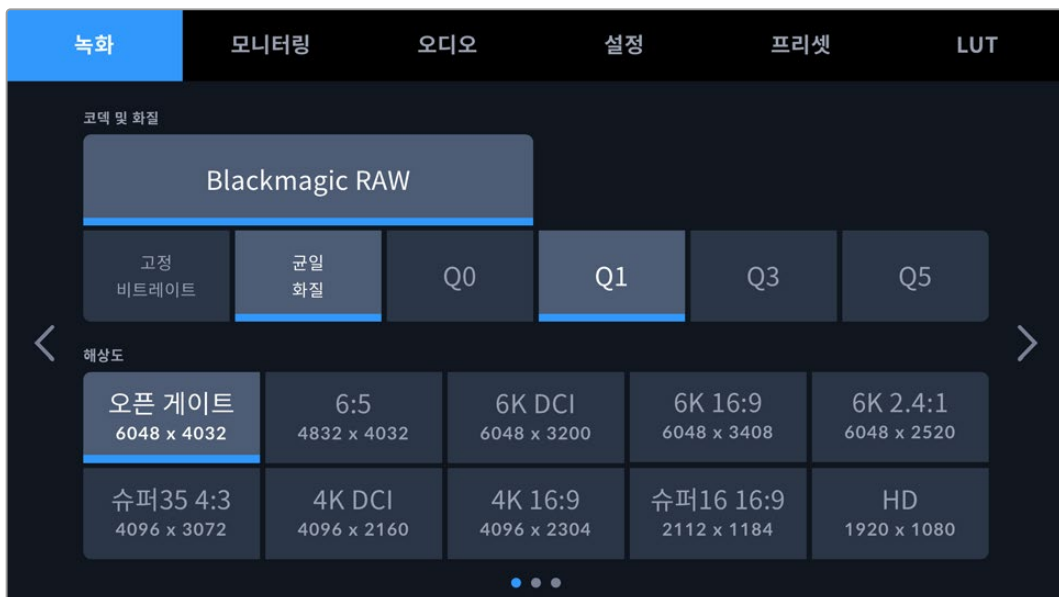 녹화 모니터링 오디오 설정 프리셋 LUT
코덱 및 화질
Blackmagic RAW
고정 비트레이트 균일 화질 Q0 Q1 Q3 Q5
해상도
오픈 게이트 6:5 6K DCI 6K 16:9 6K 2.4:1
6048 x 4032 4832 x 4032 6048 x 3200 6048 x 3408 6048 x 2520
슈퍼35 4:3 4K DCI 4K 16:9 슈퍼16 16:9 HD
4096 x 3072 4096 x 2160 4096 x 2304 2112 x 1184 1920 x 1080